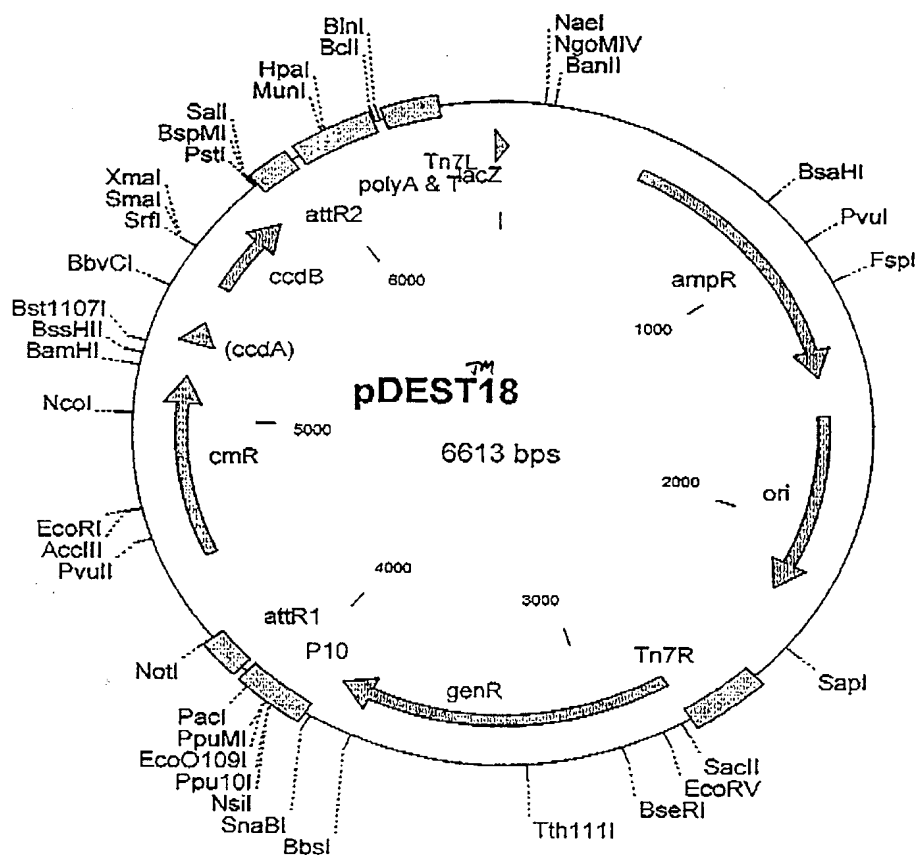 BlnI
BclI
HpaI
MunI
SalI
BspMI
PstI
XmaI
SmaI
SrfI
BbvCI
Bst1107I
BssHII
BamHI
NcoI
EcoRI
AccIII
PvuII
NotI
PacI
PpuMI
EcoO109I
Ppu10I
NsiI
SnaBI
BbsI
Tth111I
BseRI
EcoRV
SacII
SapI
FspI
PvuI
BsaHI
BanII
NgoMIV
NaeI
Tn7L
lacZ
polyA & T
attR2
ccdB
(ccdA)
cmR
attR1
P10
genR
Tn7R
ori
ampR
6000
1000
5000
2000
4000
3000
pDEST™18
6613 bps